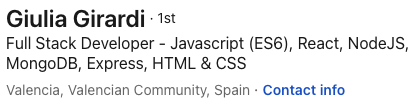 Giulia Girardi · 1st
Full Stack Developer - Javascript (ES6), React, NodeJS,
MongoDB, Express, HTML & CSS
Valencia, Valencian Community, Spain · Contact info